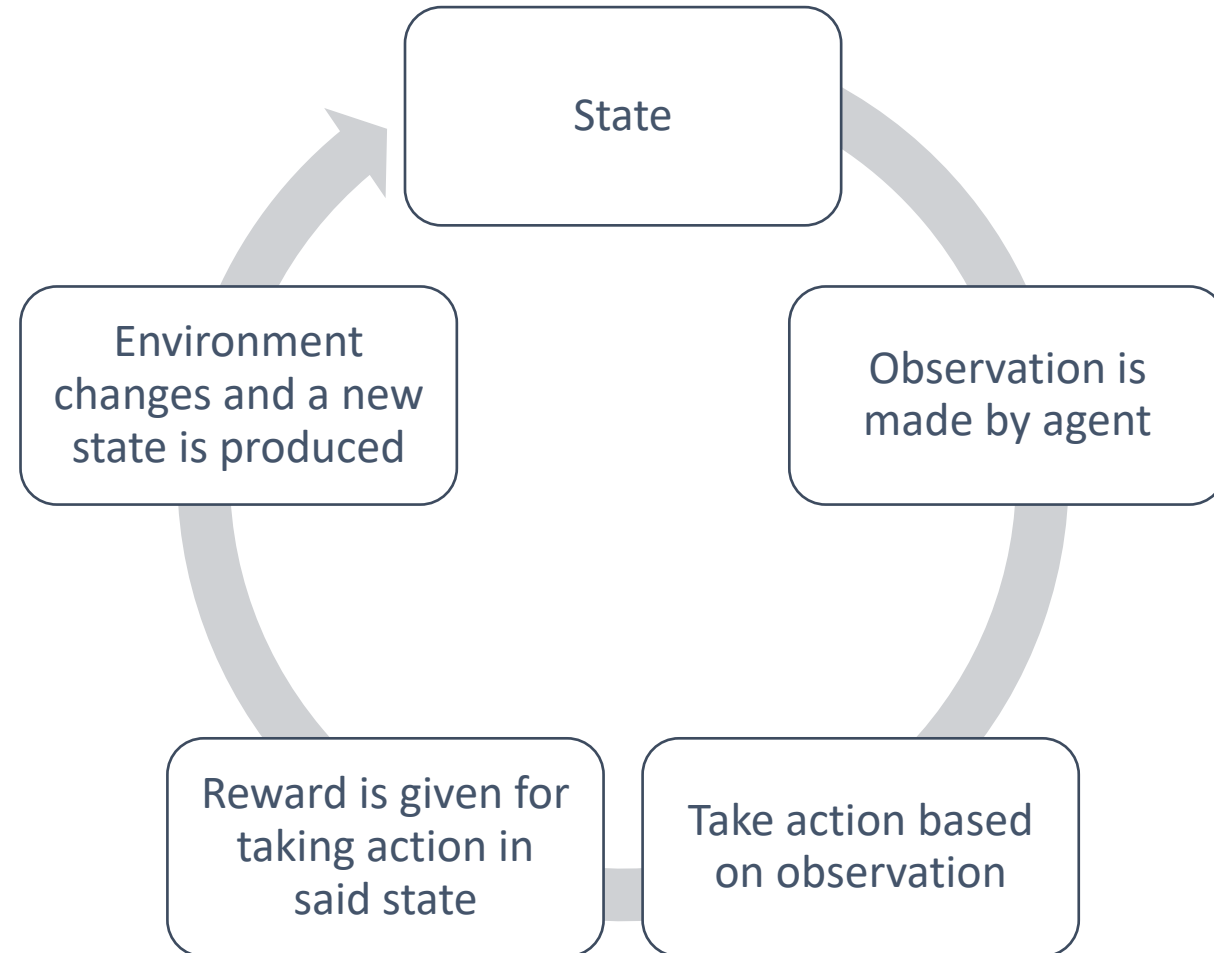 State
Observation is
made by agent
Take action based
on observation
Reward is given for
taking action in
said state
Environment
changes and a new
state is produced